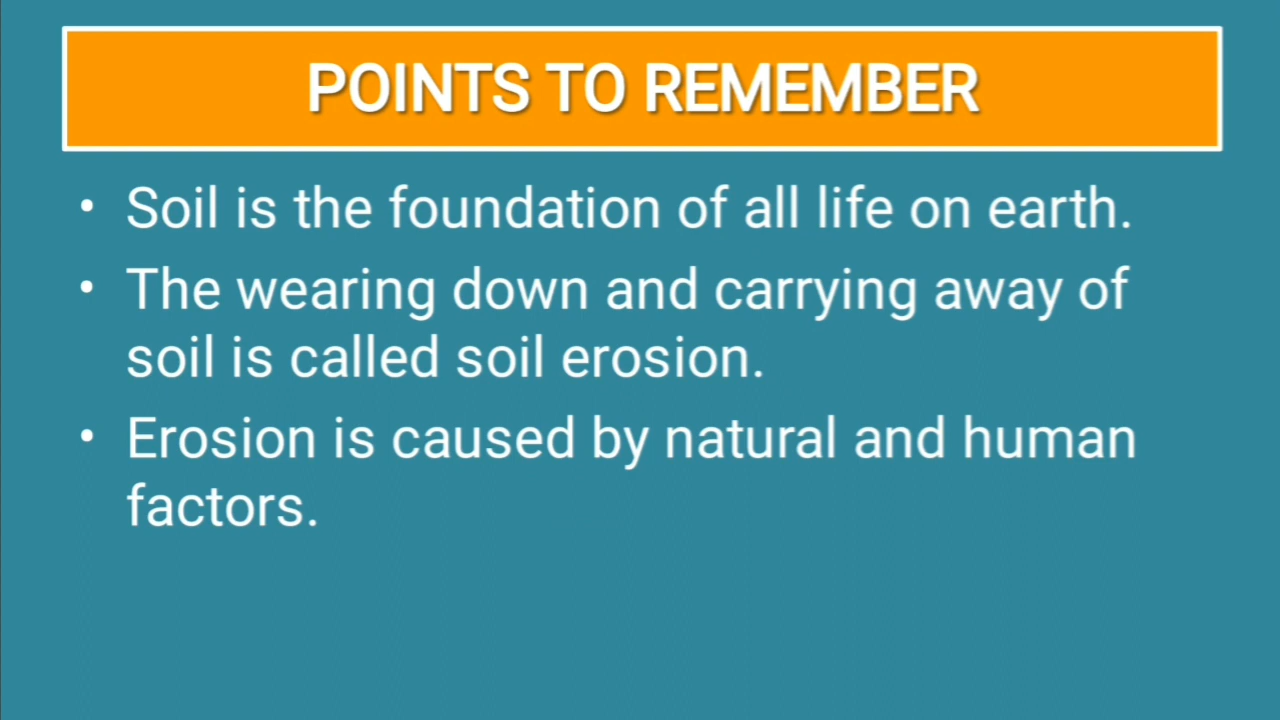 POINTS TO REMEMBER
• Soil is the foundation of all life on earth.
• The wearing down and carrying away of
soil is called soil erosion.
• Erosion is caused by natural and human
factors.